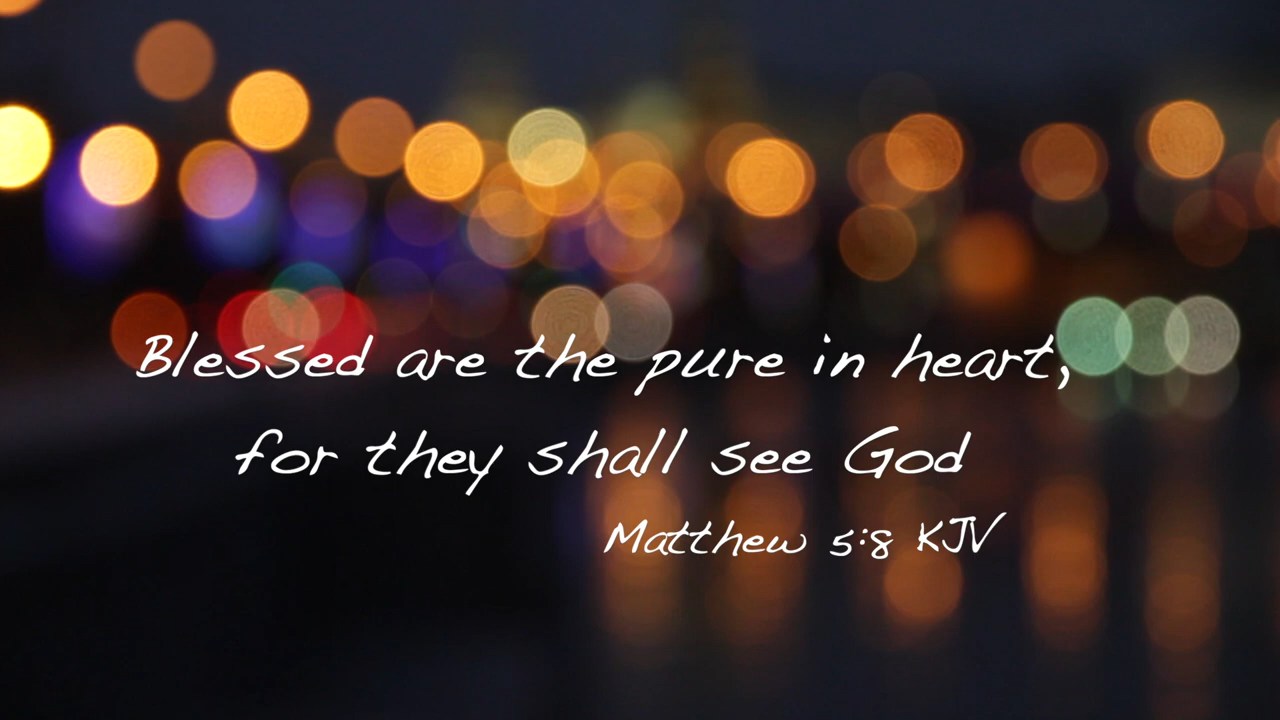 Blessed are the pure in heart,
for they shall see God
Matthew 5:8 KJV